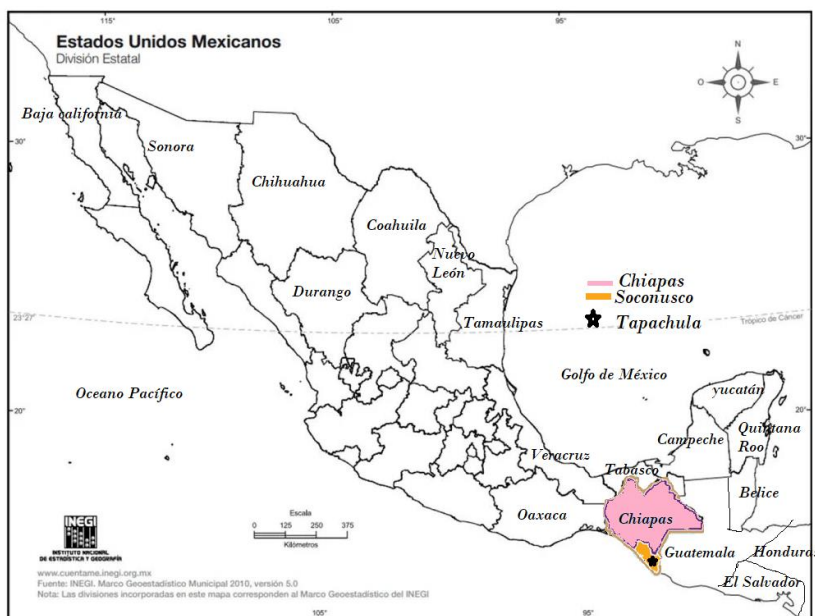 115°
105°
95°
Estados Unidos Mexicanos
División Estatal
N
O
E
S
Baja california
30°
30°
Sonora
Chihuahua
Coahuila
Nuevo
León
Durango
Chiapas
Soconusco
Tapachula
Tamaulipas
23°27'
Trópico de Cáncer
Golfo de México
Oceano Pacífico
yucatán
20°
20°
Quintana
Roo
Campeche
Veracruz
Tabasco
Belice
Escala
0 125 250 375
Kilómetros
Oaxaca
Chiapas
INEGI
INSTITUTO NACIONAL
DE ESTADÍSTICA Y GEOGRAFÍA
Guatemala
Honduras
El Salvador
www.cuentame.inegi.org.mx
Fuente: INEGI. Marco Geoestadístico Municipal 2010, versión 5.0
Nota: Las divisiones incorporadas en este mapa corresponden al Marco Geoestadístico del INEGI
105°
95°